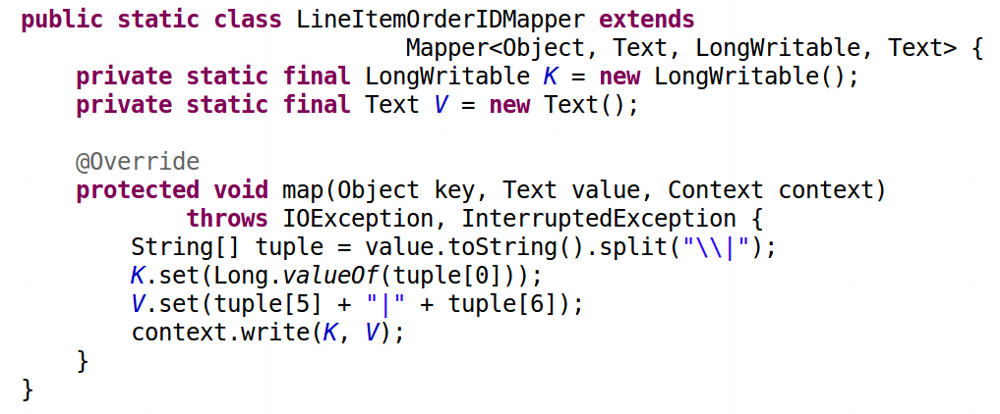 public static class LineItemOrderIDMapper extends
Mapper<Object, Text, LongWritable, Text> {
private static final LongWritable K = new LongWritable();
private static final Text V = new Text();
@Override
protected void map(Object key, Text value, Context context)
throws IOException, InterruptedException {
String[] tuple = value.toString().split("\\|");
K.set(Long.valueOf(tuple[0]));
V.set(tuple[5] + "|" + tuple[6]);
context.write(K, V);
}
}